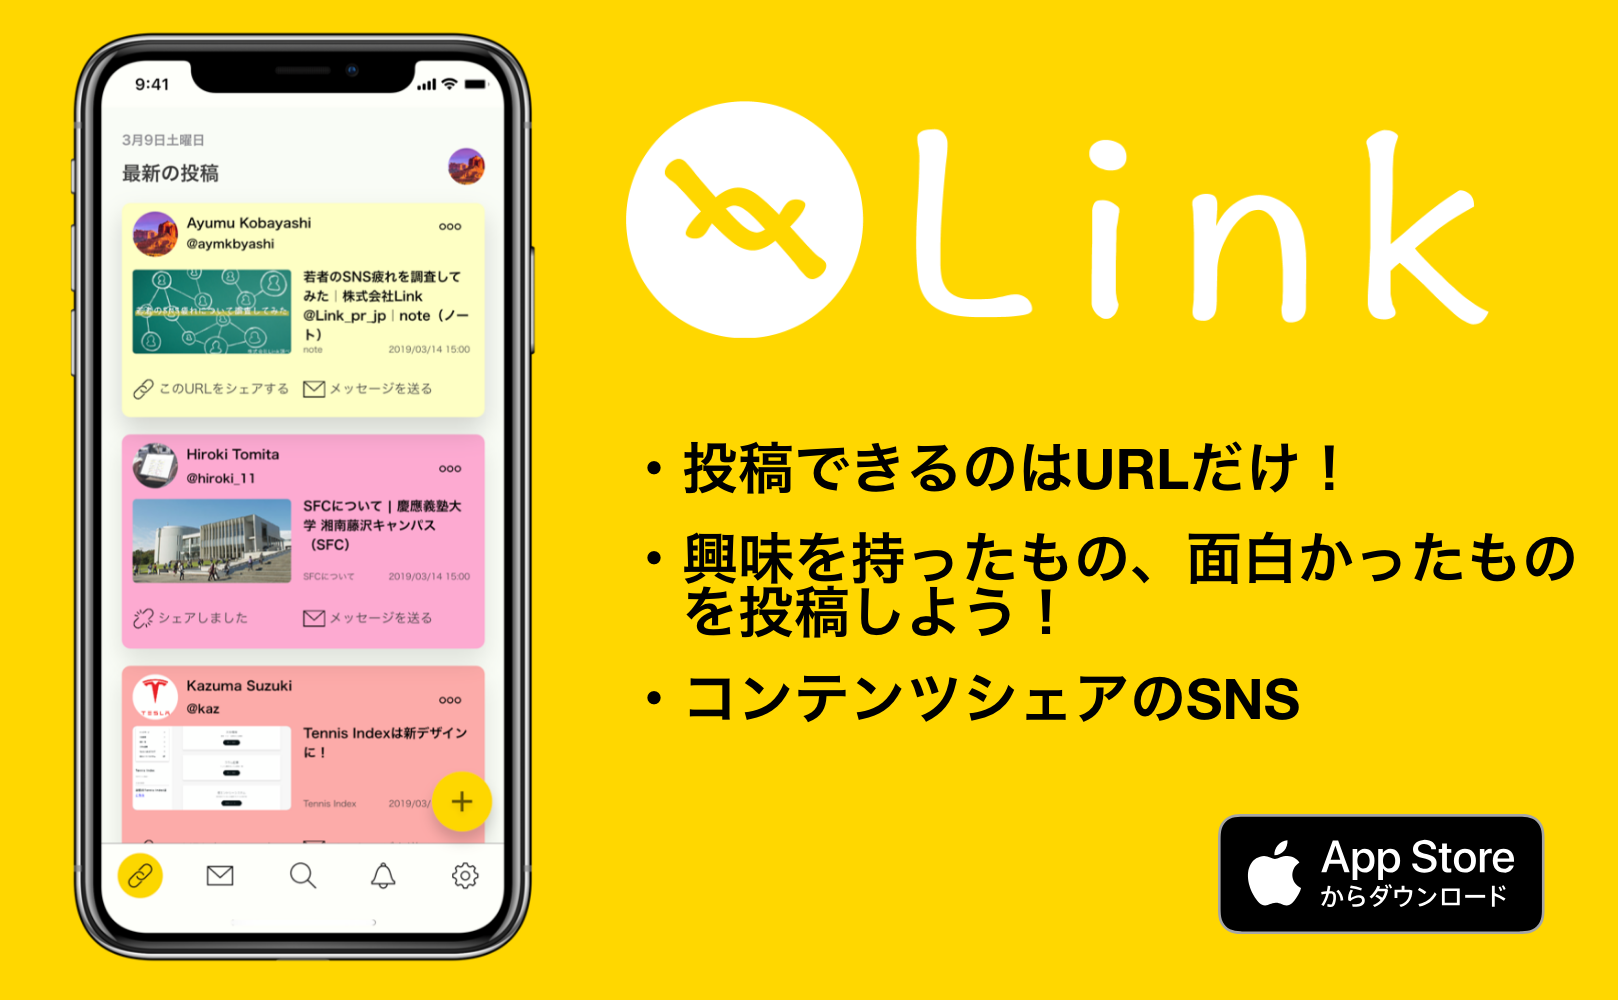 9:41
3月9日土曜日
最新の投稿
Ayumu Kobayashi
@aymkbyashi
若者のSNS疲れを調査して
みた｜株式会社Link
@Link_pr_jp｜note（ノー
ト）
note 2019/03/14 15:00
このURLをシェアする メッセージを送る
Hiroki Tomita
@hiroki_11
SFCについて | 慶應義塾大
学 湘南藤沢キャンパス
（SFC）
SFCについて 2019/03/14 15:00
シェアしました メッセージを送る
Kazuma Suzuki
@kaz
TESLA
Tennis Indexは新デザイン
に！
Tennis Index 2019/03/
Link
・投稿できるのはURLだけ！
・興味を持ったもの、面白かったもの
を投稿しよう！
・コンテンツシェアのSNS
App Store
からダウンロード